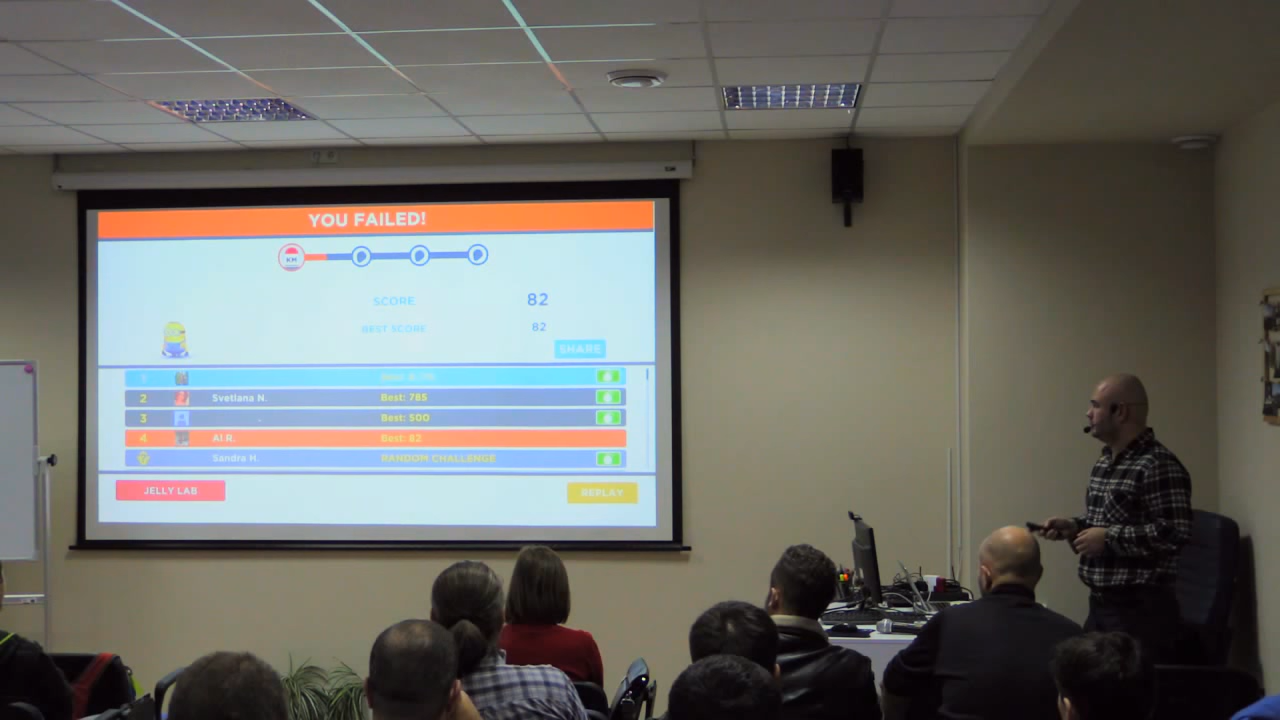 YOU FAILED!
KM
SCORE 82
BEST SCORE 82
SHARE
1
2 Svetlana N. Best: 785
3 Best: 500
4 Al R. Best: 82
Sandra H. RANDOM CHALLENGE
JELLY LAB
REPLAY